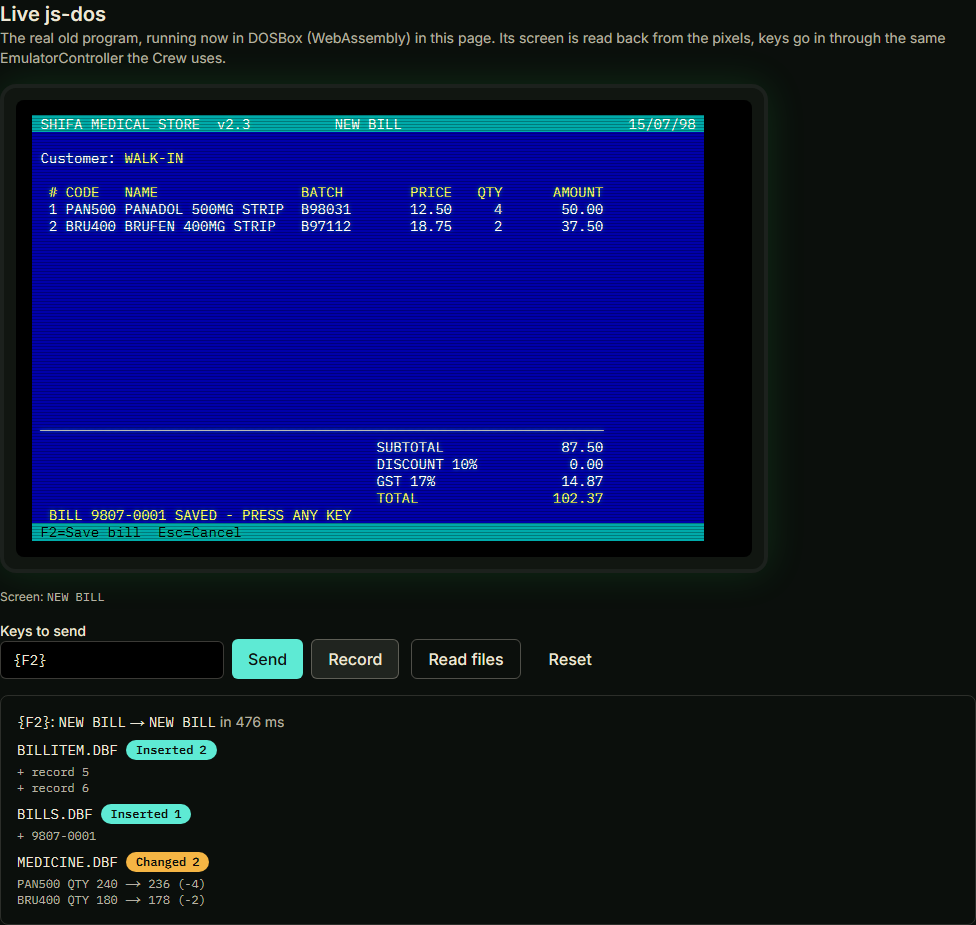 Live js-dos
The real old program, running now in DOSBox (WebAssembly) in this page. Its screen is read back from the pixels, keys go in through the same
EmulatorController the Crew uses.
SHIFA MEDICAL STORE  v2.3          NEW BILL          15/07/98
Customer: WALK-IN
# CODE   NAME                 BATCH        PRICE   QTY      AMOUNT
1 PAN500 PANADOL 500MG STRIP  B98031       12.50     4       50.00
2 BRU400 BRUFEN 400MG STRIP   B97112       18.75     2       37.50
SUBTOTAL              87.50
DISCOUNT 10%           0.00
GST 17%               14.87
TOTAL                102.37
BILL 9807-0001 SAVED - PRESS ANY KEY
F2=Save bill  Esc=Cancel
Screen: NEW BILL
Keys to send
{F2}  Send  Record  Read files  Reset
{F2}: NEW BILL → NEW BILL in 476 ms
BILLITEM.DBF  Inserted 2
+ record 5
+ record 6
BILLS.DBF  Inserted 1
+ 9807-0001
MEDICINE.DBF  Changed 2
PAN500 QTY 240 → 236 (-4)
BRU400 QTY 180 → 178 (-2)